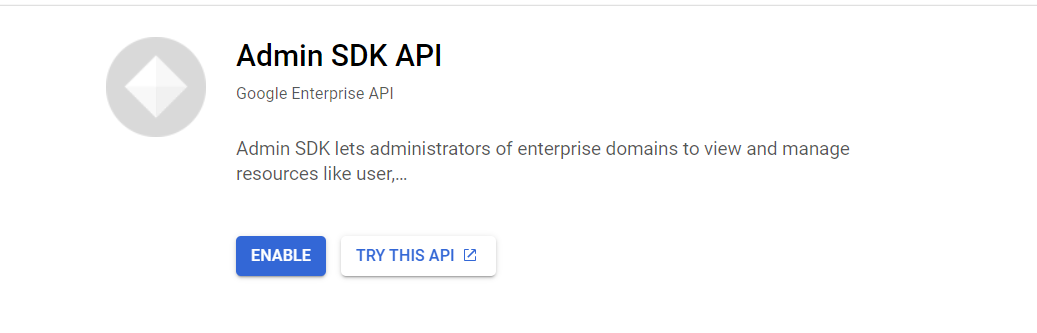 Admin SDK API
Google Enterprise API
Admin SDK lets administrators of enterprise domains to view and manage
resources like user,...
ENABLE
TRY THIS API